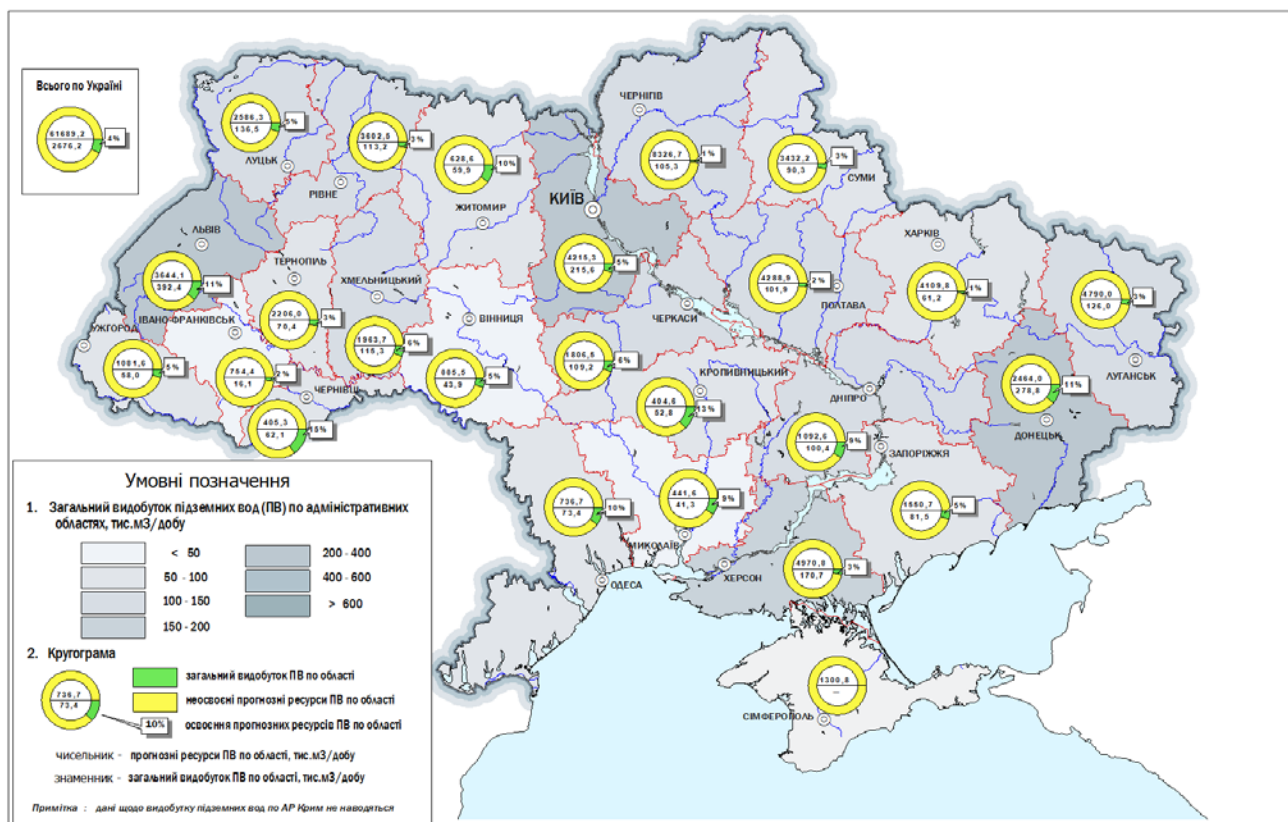 Всього по Україні
61689,2
2676,2
4%
2586,3
136,5
5%
ЛУЦЬК
3602,5
113,2
3%
РІВНЕ
628,6
59,9
10%
ЖИТОМИР
КИЇВ
4215,3
215,6
5%
ЧЕРНІГІВ
8326,7
105,3
1%
3432,2
90,3
3%
СУМИ
ЛЬВІВ
3644,1
392,4
11%
ТЕРНОПІЛЬ
2206,0
70,4
3%
ХМЕЛЬНИЦЬКИЙ
1963,7
115,3
6%
ВІННИЦЯ
885,5
43,9
5%
ЧЕРКАСИ
1806,5
109,2
6%
4288,9
101,9
2%
ПОЛТАВА
ХАРКІВ
4109,8
61,2
1%
4790,0
126,0
3%
ЛУГАНСЬК
УЖГОРОД
1081,6
58,0
5%
ІВАНО-ФРАНКІВСЬК
754,4
16,1
2%
ЧЕРНІВЦІ
405,3
62,1
15%
КРОПИВНИЦЬКИЙ
404,6
52,8
13%
ДНІПРО
1092,6
100,4
9%
2464,0
278,8
11%
ДОНЕЦЬК
ЗАПОРІЖЖЯ
1550,7
81,5
5%
736,7
73,4
10%
ОДЕСА
441,6
41,3
9%
МИКОЛАЇВ
ХЕРСОН
4970,8
170,7
3%
1300,8
—
СІМФЕРОПОЛЬ
Умовні позначення
1. Загальний видобуток підземних вод (ПВ) по адміністративних
областях, тис.м3/добу
< 50
50 - 100
100 - 150
150 - 200
200 - 400
400 - 600
> 600
2. Кругограма
736,7
73,4
10%
загальний видобуток ПВ по області
неосвоєні прогнозні ресурси ПВ по області
освоєння прогнозних ресурсів ПВ по області
чисельник - прогнозні ресурси ПВ по області, тис.м3/добу
знаменник - загальний видобуток ПВ по області, тис.м3/добу
Примітка : дані щодо видобутку підземних вод по АР Крим не наводяться